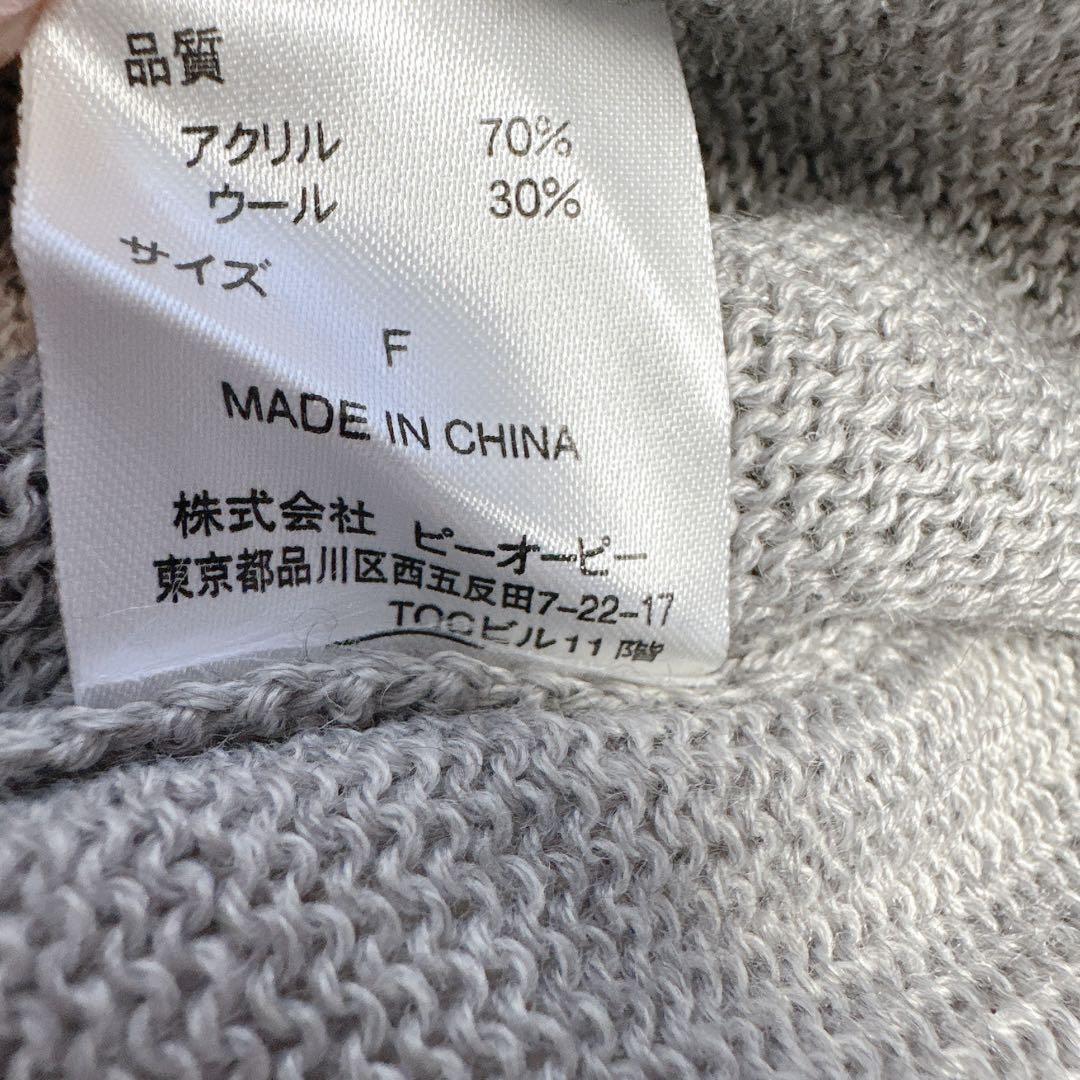 品質
アクリル 70%
ウール 30%
サイズ
F
MADE IN CHINA
株式会社 ピーオーピー
東京都品川区西五反田7-22-17
TOCビル11階